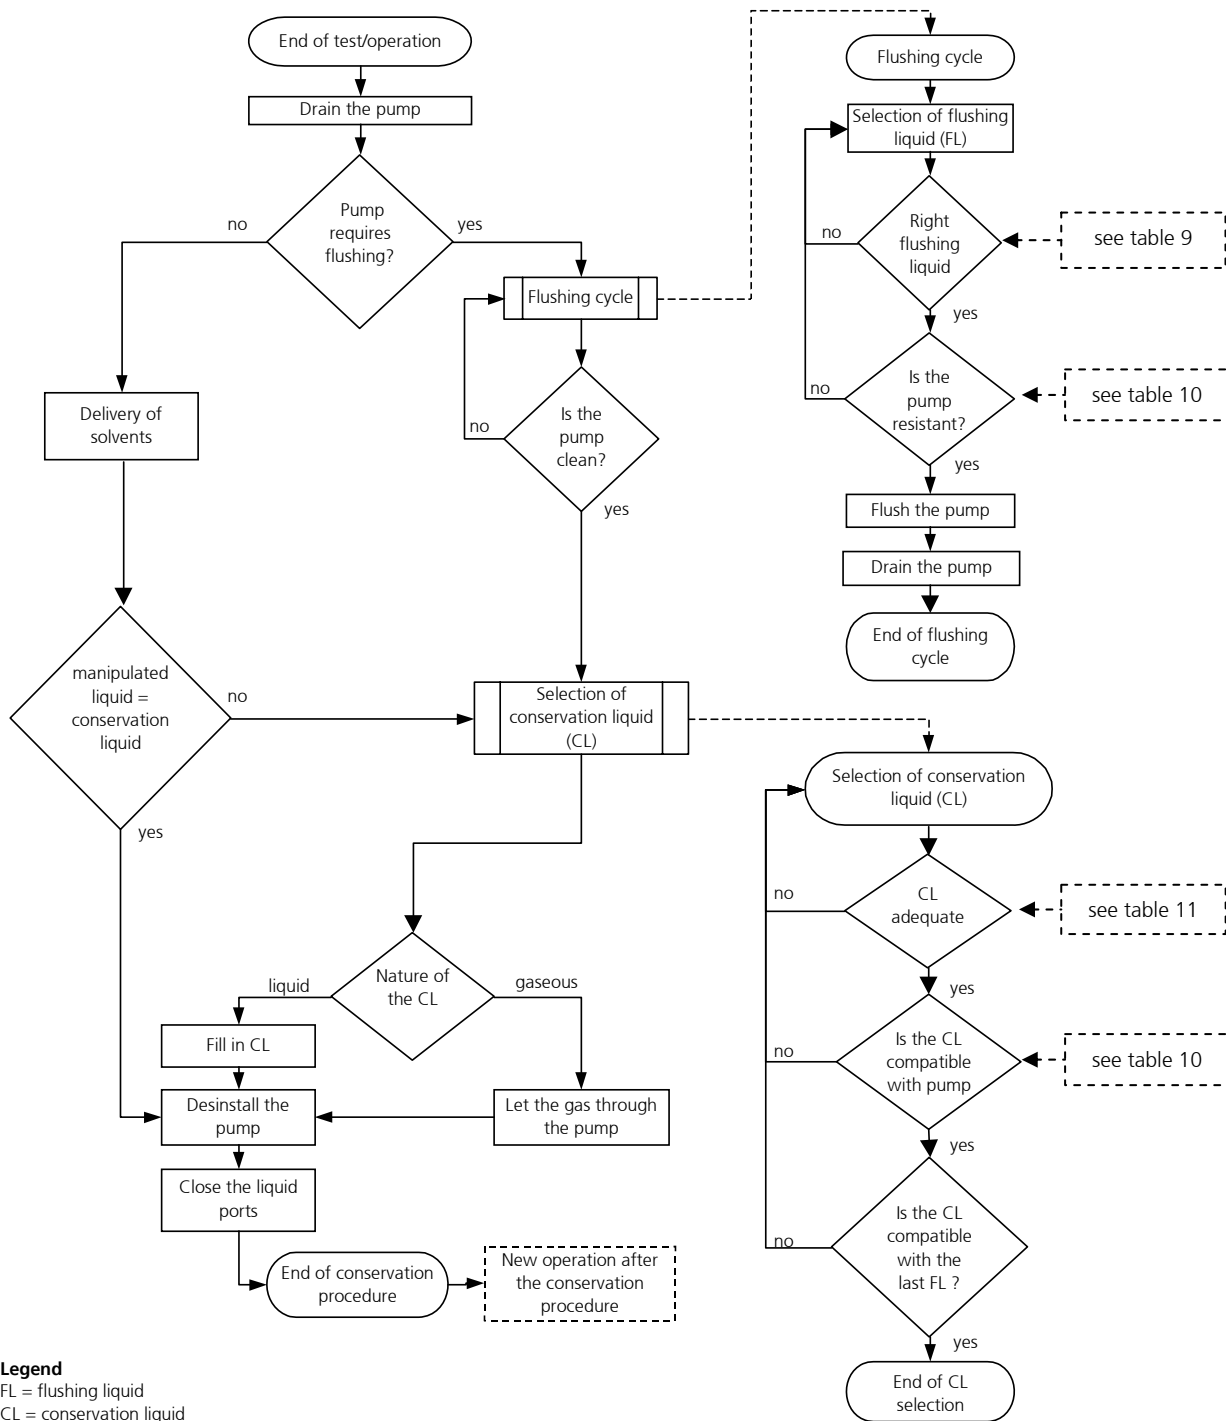 End of test/operation
Drain the pump
Pump
requires
flushing?
no
yes
Flushing cycle
Is the
pump
clean?
no
yes
Delivery of
solvents
manipulated
liquid =
conservation
liquid
no
yes
Selection of
conservation liquid
(CL)
Nature of
the CL
liquid
gaseous
Fill in CL
Desinstall the
pump
Let the gas through
the pump
Close the liquid
ports
End of conservation
procedure
New operation after
the conservation
procedure
Flushing cycle
Selection of flushing
liquid (FL)
Right
flushing
liquid
no
see table 9
yes
Is the
pump
resistant?
no
see table 10
yes
Flush the pump
Drain the pump
End of flushing
cycle
Selection of conservation
liquid (CL)
CL
adequate
no
see table 11
yes
Is the CL
compatible
with pump
no
see table 10
yes
Is the CL
compatible
with the
last FL ?
no
yes
End of CL
selection
Legend
FL = flushing liquid
CL = conservation liquid